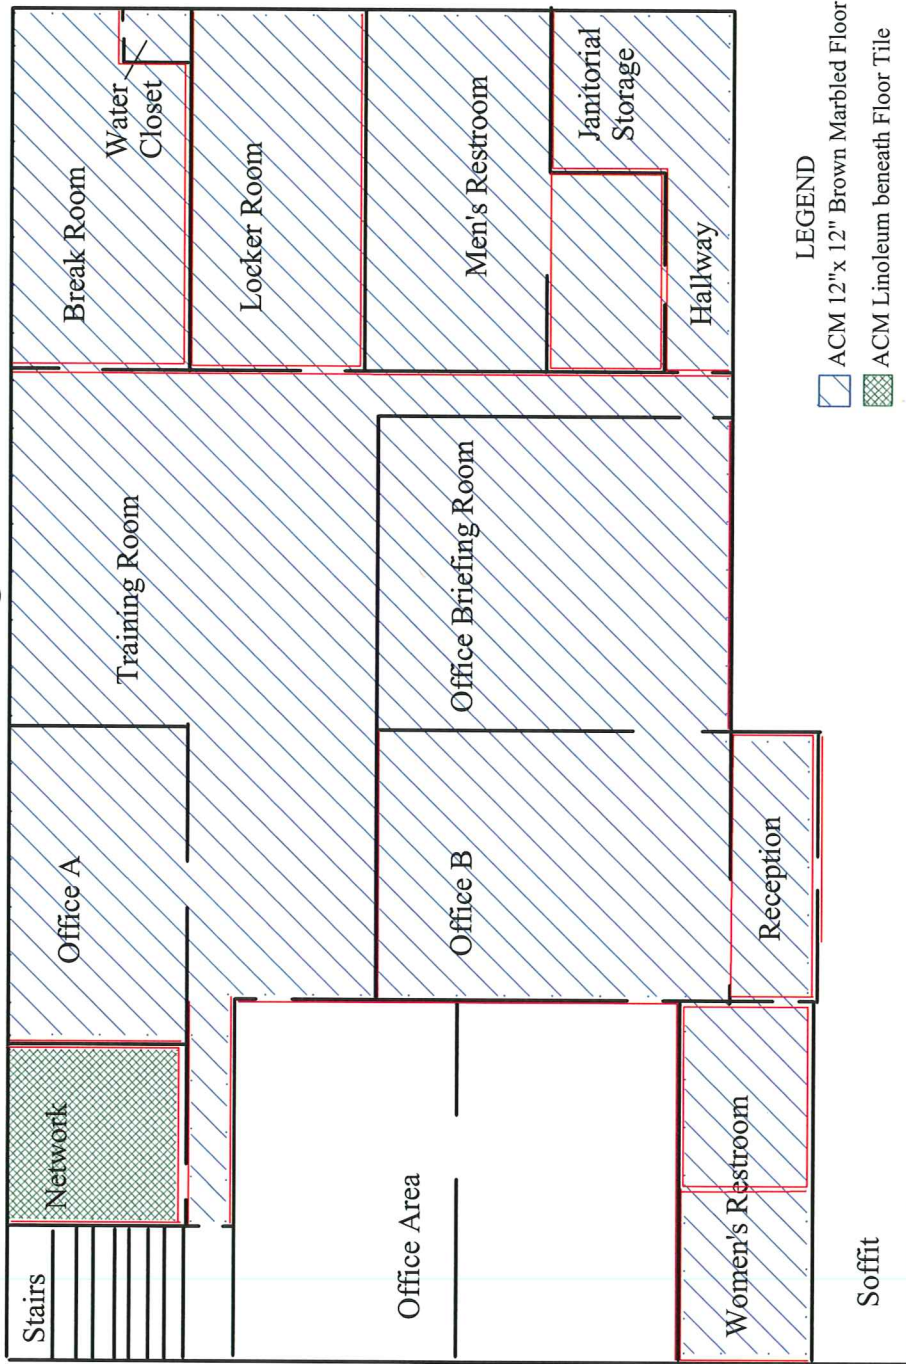 Stairs
Network
Office A
Training Room
Break Room
Water
Closet
Locker Room
Men's Restroom
Janitorial
Storage
Hallway
Office Briefing Room
Office B
Office Area
Reception
Women's Restroom
Soffit
LEGEND
ACM 12"x 12" Brown Marbled Floor
ACM Linoleum beneath Floor Tile